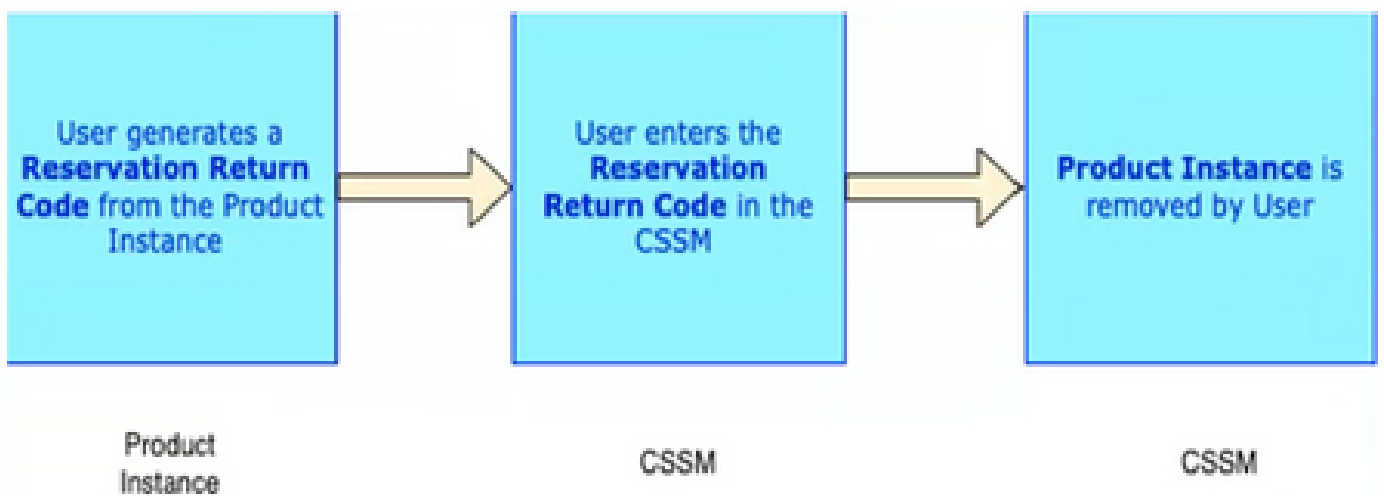 User generates a
Reservation Return
Code from the Product
Instance
User enters the
Reservation
Return Code in the
CSSM
Product Instance is
removed by User
Product
Instance
CSSM
CSSM